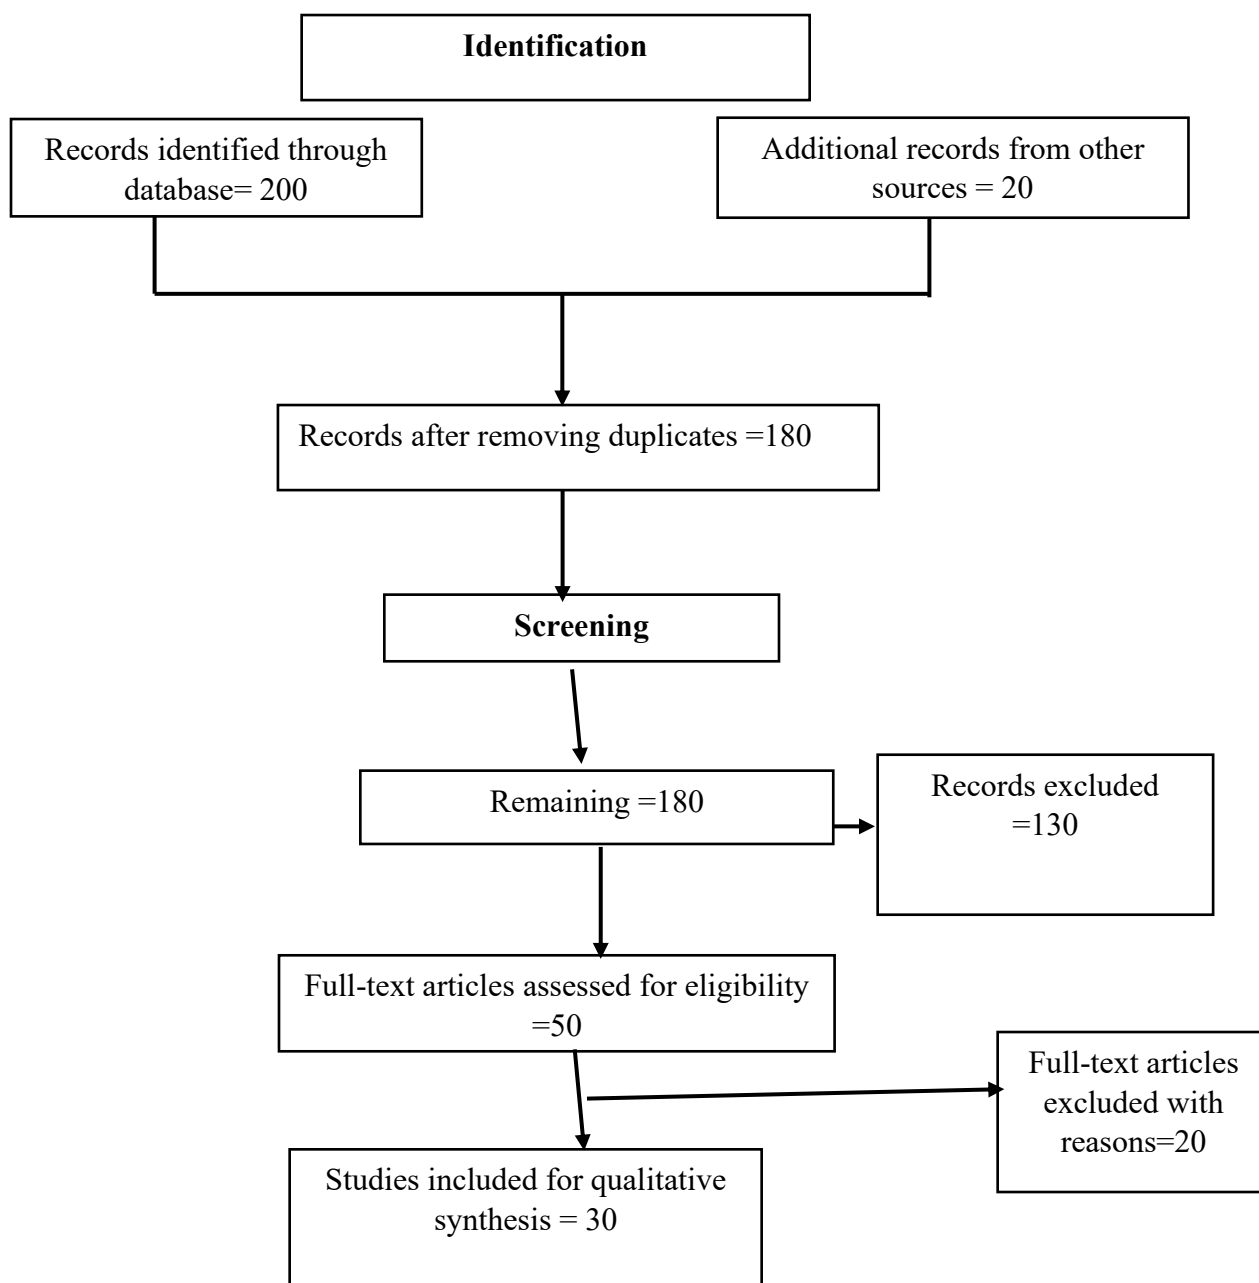 Identification
Records identified through
database= 200
Additional records from other
sources = 20
Records after removing duplicates =180
Screening
Remaining =180
Records excluded
=130
Full-text articles assessed for eligibility
=50
Full-text articles
excluded with
reasons=20
Studies included for qualitative
synthesis = 30